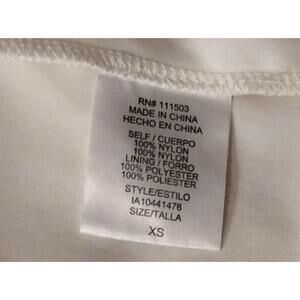 RN# 111503
MADE IN CHINA
HECHO EN CHINA
SELF / CUERPO
100% NYLON
100% NYLON
LINING / FORRO
100% POLYESTER
100% POLIESTER
STYLE/ESTILO
IA10441476
SIZE/TALLA
XS